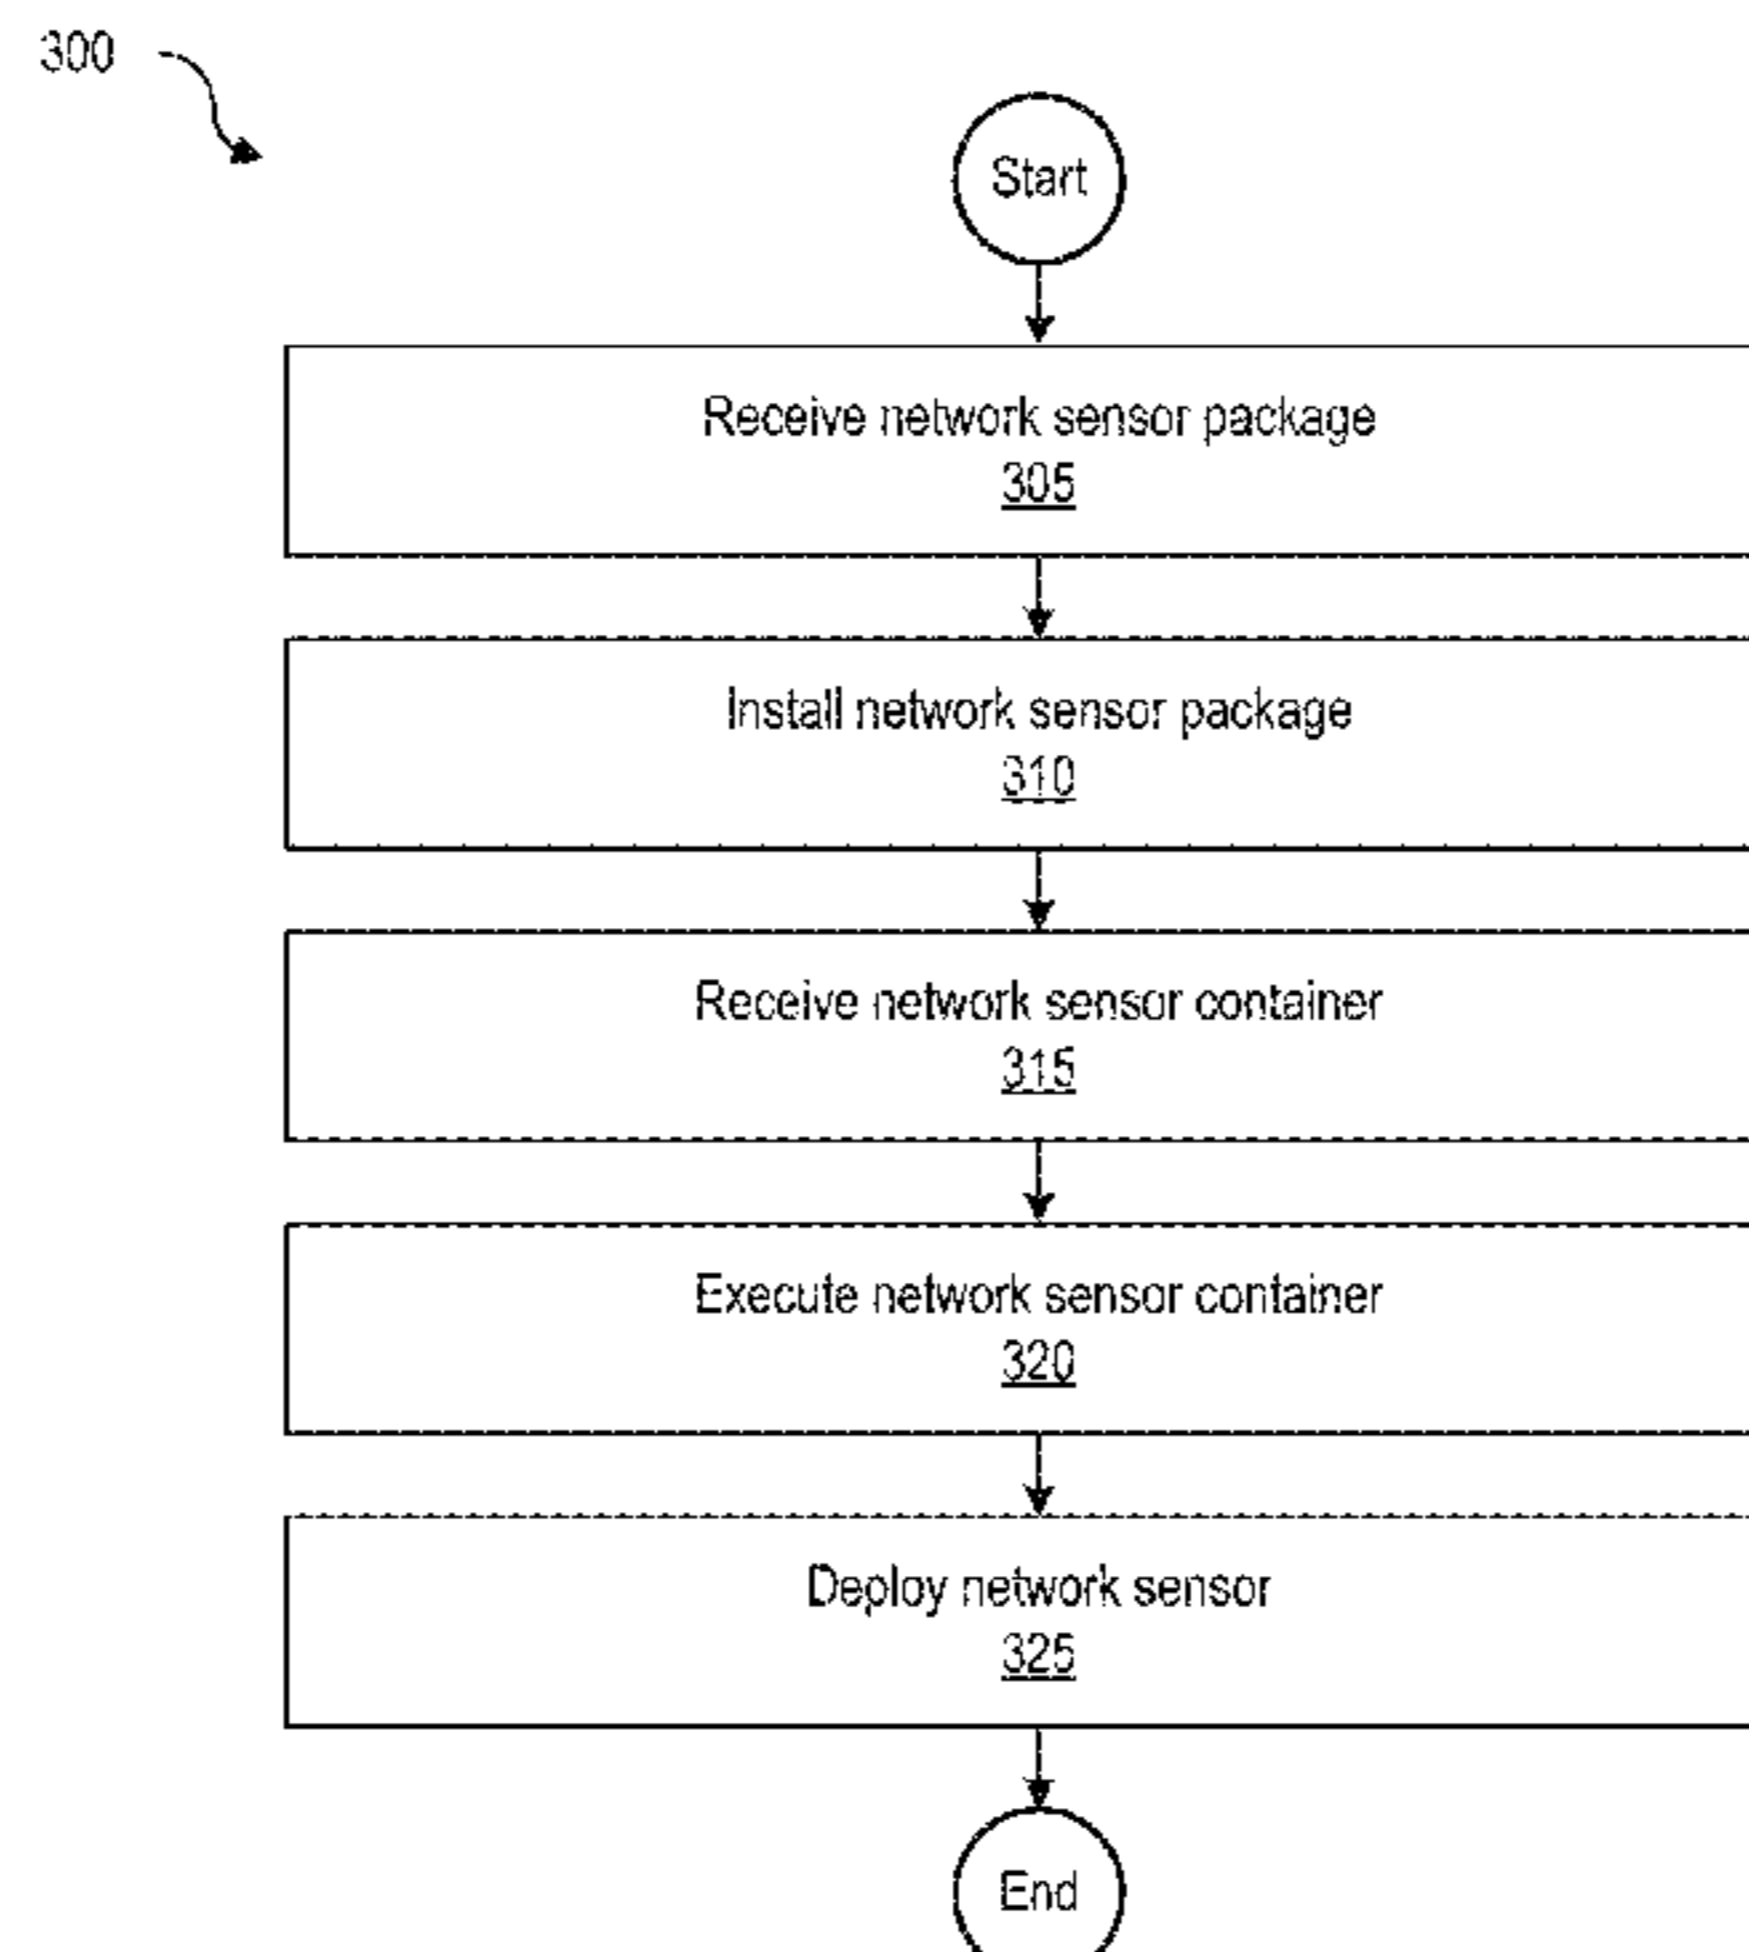 300
Start
Receive network sensor package
305
Install network sensor package
310
Receive network sensor container
315
Execute network sensor container
320
Deploy network sensor
325
End